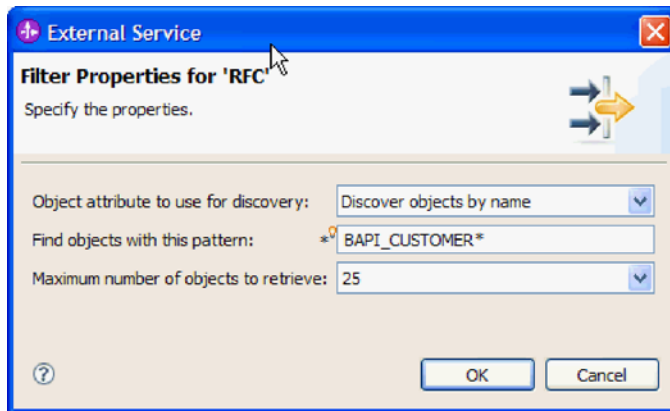 External Service
Filter Properties for 'RFC'
Specify the properties.
Object attribute to use for discovery: Discover objects by name
Find objects with this pattern: * BAPI_CUSTOMER*
Maximum number of objects to retrieve: 25
? OK Cancel